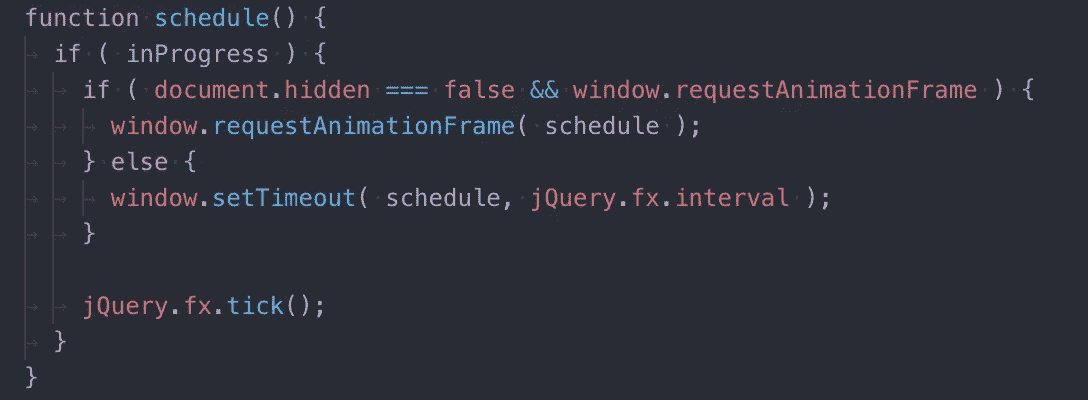 function schedule() {
if ( inProgress ) {
if ( document.hidden === false && window.requestAnimationFrame ) {
window.requestAnimationFrame( schedule );
} else {
window.setTimeout( schedule, jQuery.fx.interval );
}
jQuery.fx.tick();
}
}